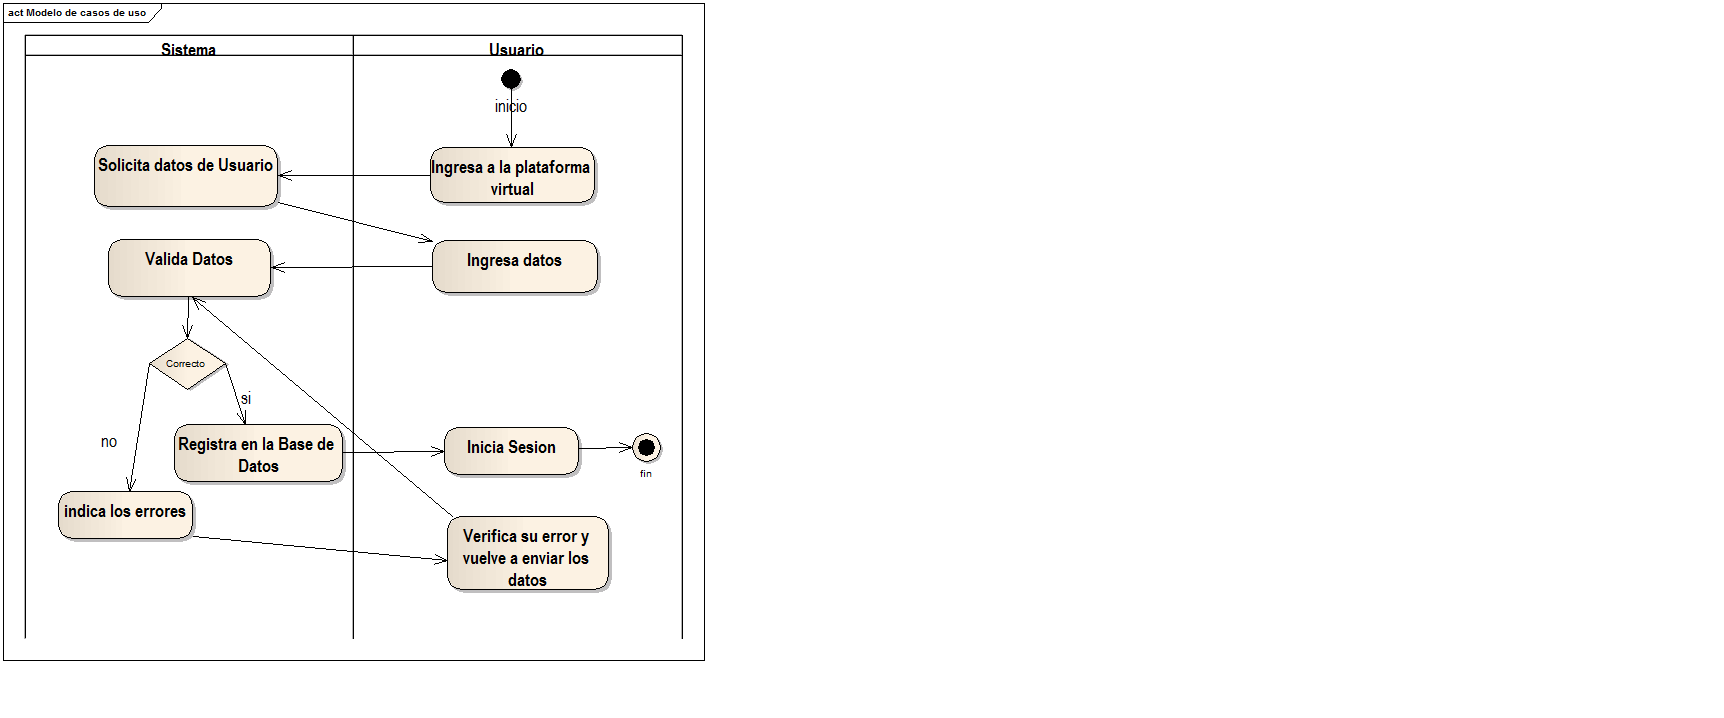 act Modelo de casos de uso
Sistema
Usuario
inicio
Solicita datos de Usuario
Ingresa a la plataforma
virtual
Valida Datos
Ingresa datos
Correcto
si
no
Registra en la Base de
Datos
Inicia Sesion
fin
indica los errores
Verifica su error y
vuelve a enviar los
datos